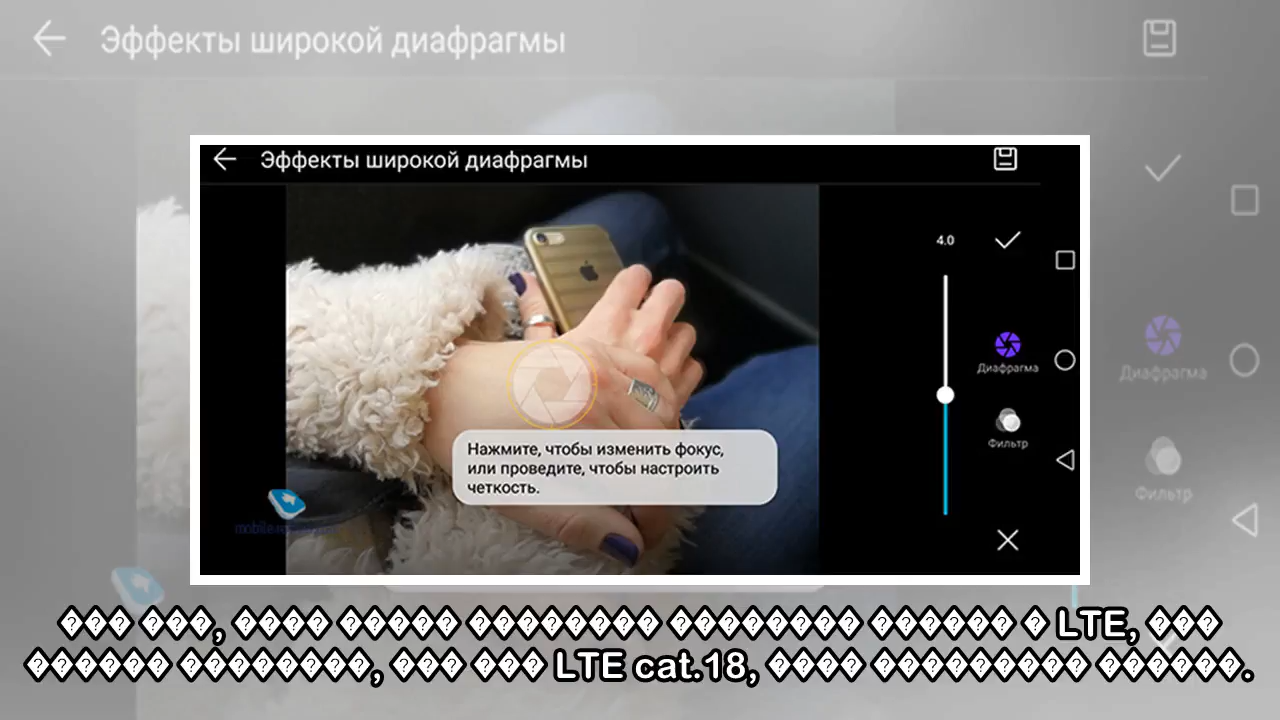 Эффекты широкой диафрагмы
Эффекты широкой диафрагмы
4.0
Диафрагма
Диафрагма
Фильтр
Фильтр
Нажмите, чтобы изменить фокус,
или проведите, чтобы настроить
четкость.
��� ���, ���� ����� �������� �������� ������ � LTE, ���
������ ��������, ��� ��� LTE cat.18, ���� ��������� ������.